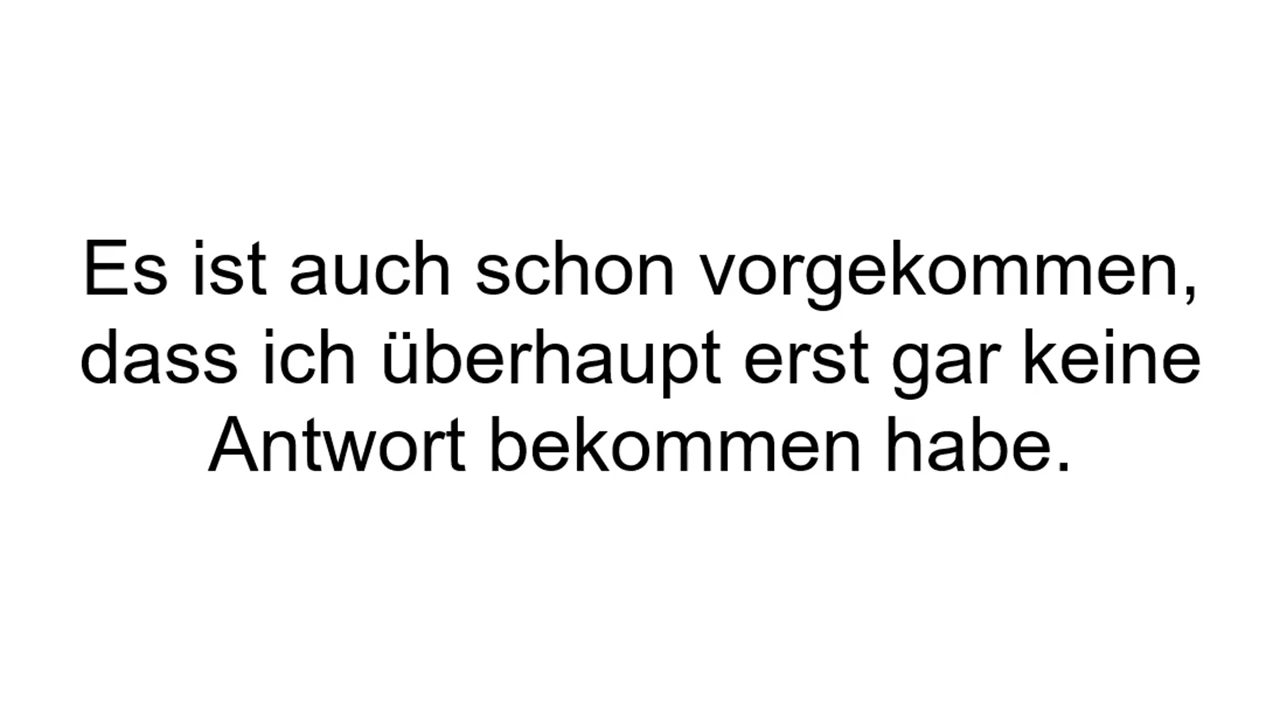 Es ist auch schon vorgekommen,
dass ich überhaupt erst gar keine
Antwort bekommen habe.